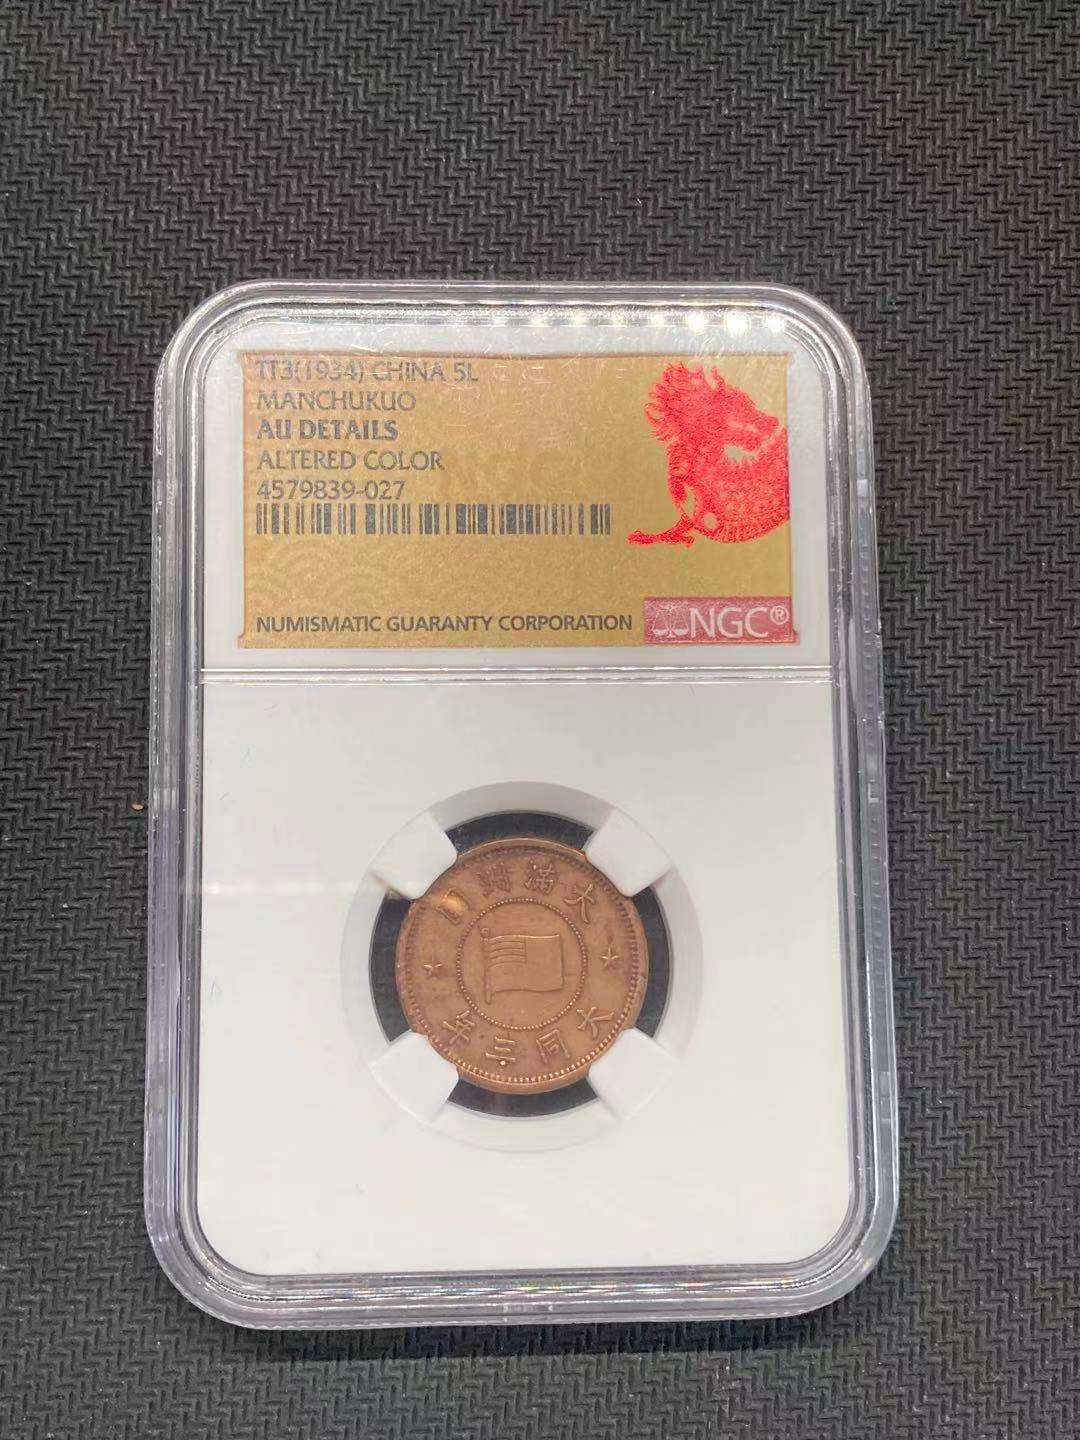 TT3(1934) CHINA 5L
MANCHUKUO
AU DETAILS
ALTERED COLOR
4579839-027
NUMISMATIC GUARANTY CORPORATION
NGC®
大滿洲國
大同三年